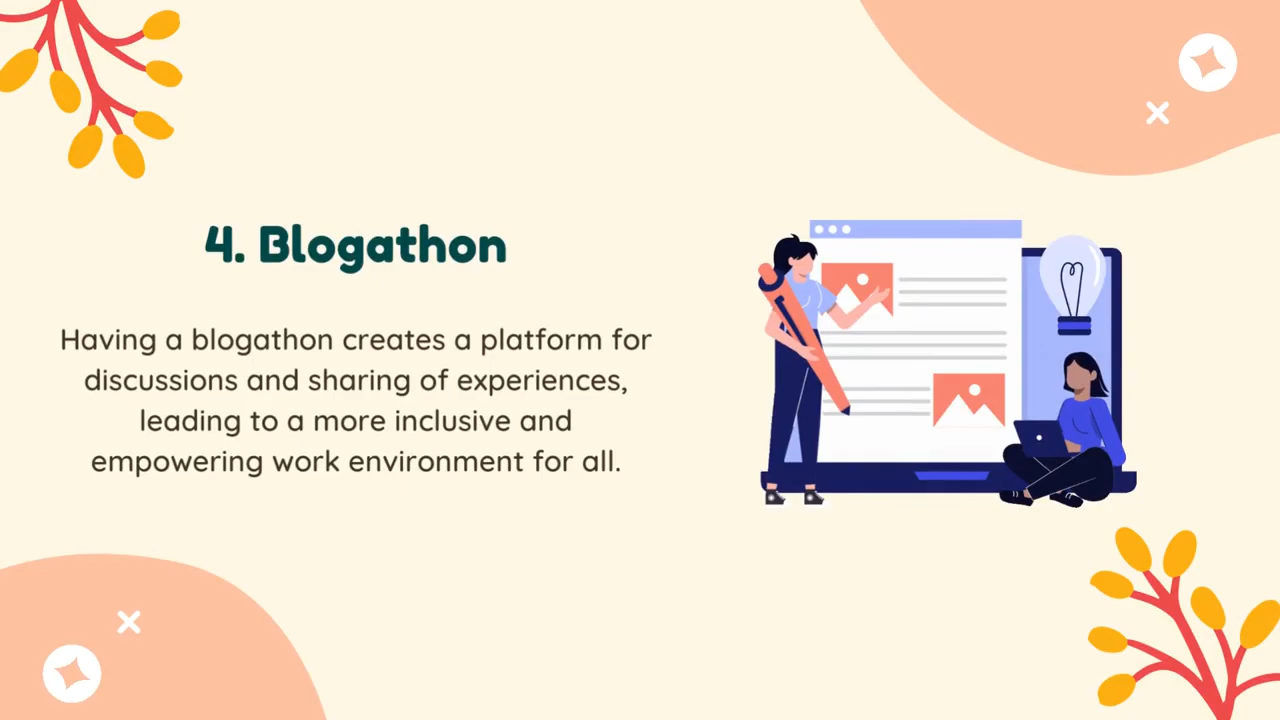 4. Blogathon
Having a blogathon creates a platform for
discussions and sharing of experiences,
leading to a more inclusive and
empowering work environment for all.